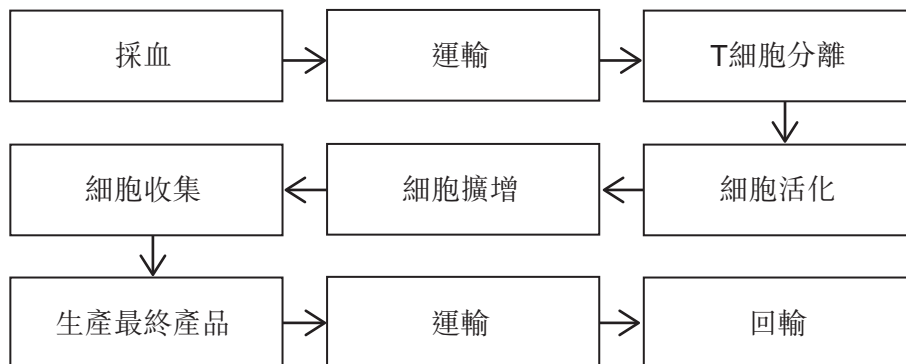 採血
運輸
T細胞分離
細胞活化
細胞擴增
細胞收集
生產最終產品
運輸
回輸